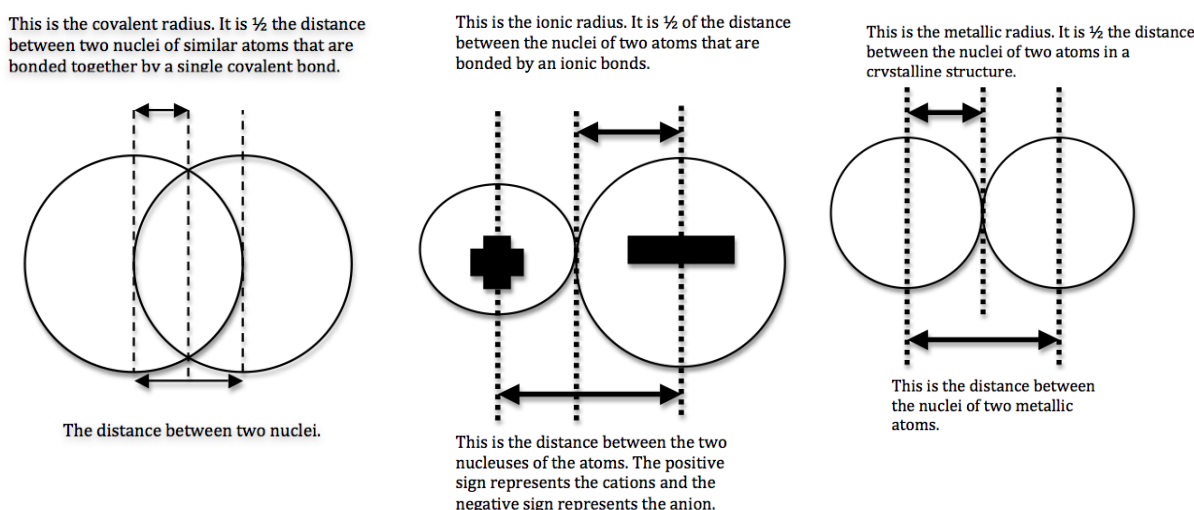 This is the covalent radius. It is ½ the distance
between two nuclei of similar atoms that are
bonded together by a single covalent bond.
The distance between two nuclei.
This is the ionic radius. It is ½ of the distance
between the nuclei of two atoms that are
bonded by an ionic bonds.
This is the distance between the two
nucleuses of the atoms. The positive
sign represents the cations and the
negative sign represents the anion.
This is the metallic radius. It is ½ the distance
between the nuclei of two atoms in a
crystalline structure.
This is the distance between
the nuclei of two metallic
atoms.